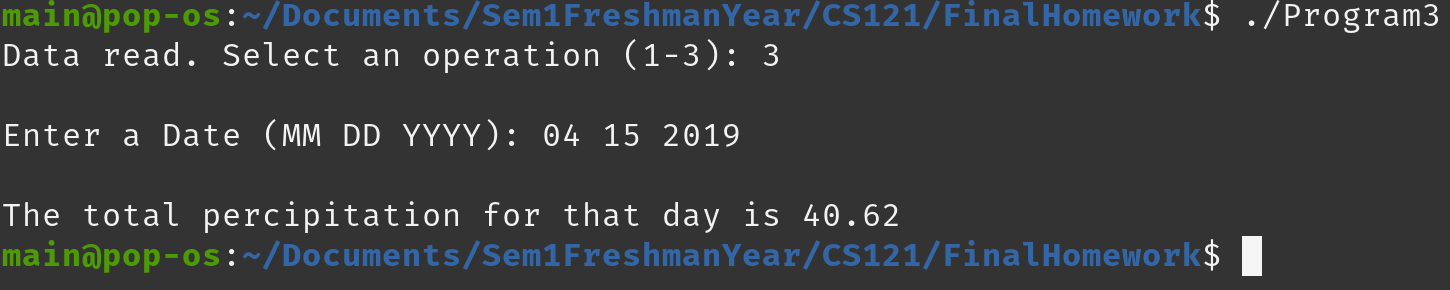 main@pop-os:~/Documents/Sem1FreshmanYear/CS121/FinalHomework$ ./Program3
Data read. Select an operation (1-3): 3
Enter a Date (MM DD YYYY): 04 15 2019
The total percipitation for that day is 40.62
main@pop-os:~/Documents/Sem1FreshmanYear/CS121/FinalHomework$